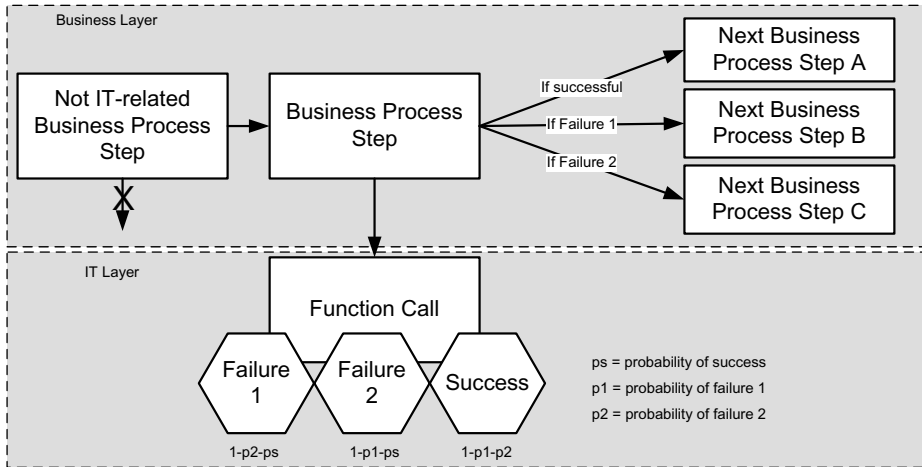 Business Layer
Not IT-related
Business Process
Step
X
Business Process
Step
If successful
If Failure 1
If Failure 2
Next Business
Process Step A
Next Business
Process Step B
Next Business
Process Step C
IT Layer
Function Call
Failure
1
Failure
2
Success
1-p2-ps
1-p1-ps
1-p1-p2
ps = probability of success
p1 = probability of failure 1
p2 = probability of failure 2